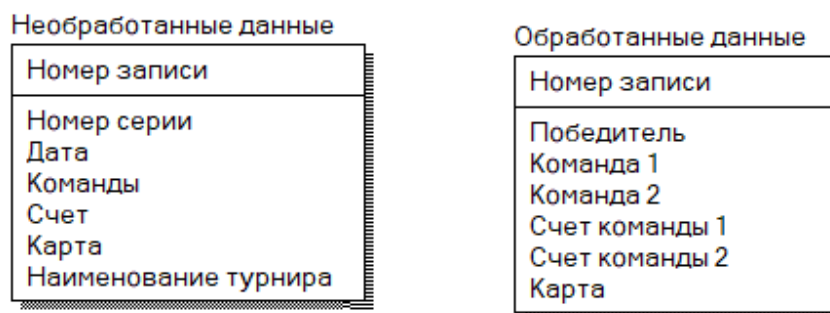 Необработанные данные
Номер записи
Номер серии
Дата
Команды
Счет
Карта
Наименование турнира
Обработанные данные
Номер записи
Победитель
Команда 1
Команда 2
Счет команды 1
Счет команды 2
Карта